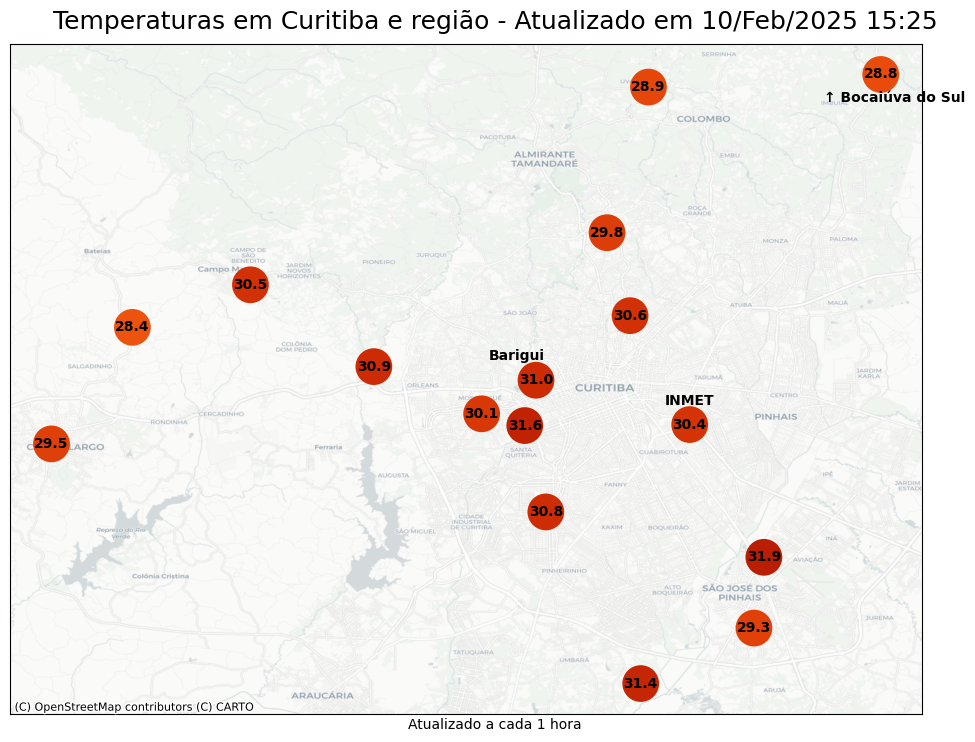 Temperaturas em Curitiba e região - Atualizado em 10/Feb/2025 15:25
SERRINHA
28.8
28.9
↑ Bocaiúva do Sul
COLOMBO
PACOTUBA
ALMIRANTE
TAMANDARÉ
EMBU
ROÇA
GRANDE
29.8
MONZA
PALOMA
Bateias
CAMPO DE
SÃO
BENEDITO
JURUQUI
PIONEIRO
JARDIM
NOVOS
HORIZONTES
Campo M
30.5
ATUBA
MAUÁ
SÃO JOÃO
30.6
28.4
COLÔNIA
DOM PEDRO
Barigui
SALGADINHO
30.9
JARDIM
KARLA
TARUMÃ
31.0
ORLEANS
CURITIBA
CENTRO
INMET
30.1
CERCADINHO
PINHAIS
RONDINHA
31.6
30.4
29.5
LARGO
Ferraria
SANTA
QUITÉRIA
GUABIROTUBA
AUGUSTA
IPÊ
FANNY
JARDIM
ESTADO
30.8
CIDADE
INDUSTRIAL
DE CURITIBA
SÃO MIGUEL
XAXIM
BOQUEIRÃO
Represa do Rio
Verde
INÁ
31.9
AVIAÇÃO
Colônia Cristina
PINHEIRINHO
ALTO
BOQUEIRÃO
SÃO JOSÉ DOS
PINHAIS
JUREMA
29.3
TATUQUARA
UMBARÁ
31.4
ARUJÁ
ARAUCÁRIA
(C) OpenStreetMap contributors (C) CARTO
Atualizado a cada 1 hora